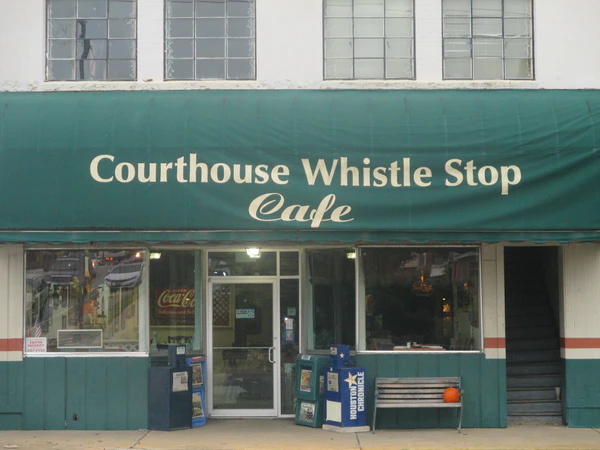 Courthouse Whistle Stop
Cafe
Coca-Cola
HOUSTON
CHRONICLE